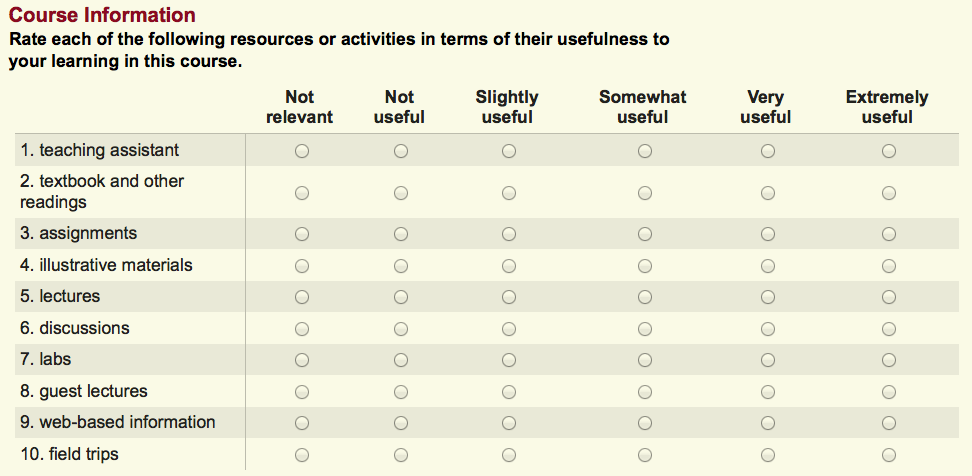 Course Information
Rate each of the following resources or activities in terms of their usefulness to
your learning in this course.
Not relevant Not useful Slightly useful Somewhat useful Very useful Extremely useful
1. teaching assistant
2. textbook and other
readings
3. assignments
4. illustrative materials
5. lectures
6. discussions
7. labs
8. guest lectures
9. web-based information
10. field trips